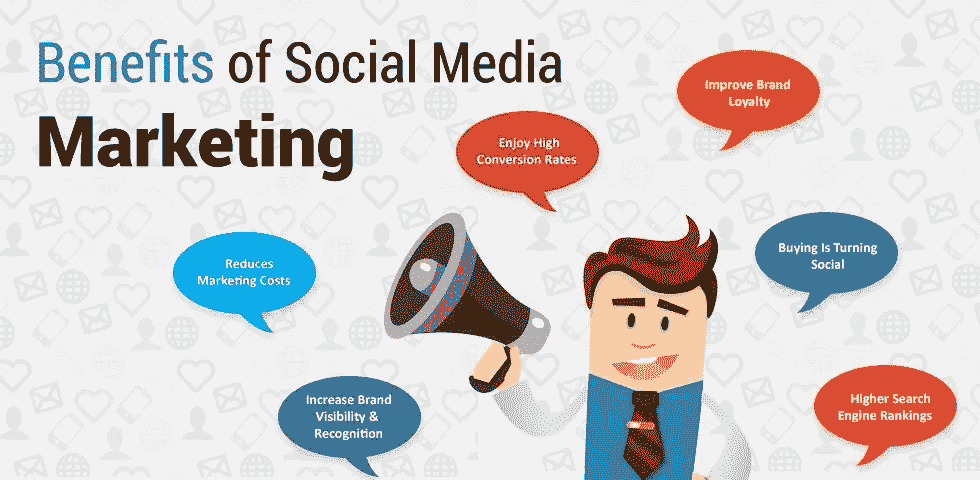 Benefits of Social Media
Marketing
Improve Brand
Loyalty
Enjoy High
Conversion Rates
Buying Is Turning
Social
Reduces
Marketing Costs
Increase Brand
Visibility &
Recognition
Higher Search
Engine Rankings